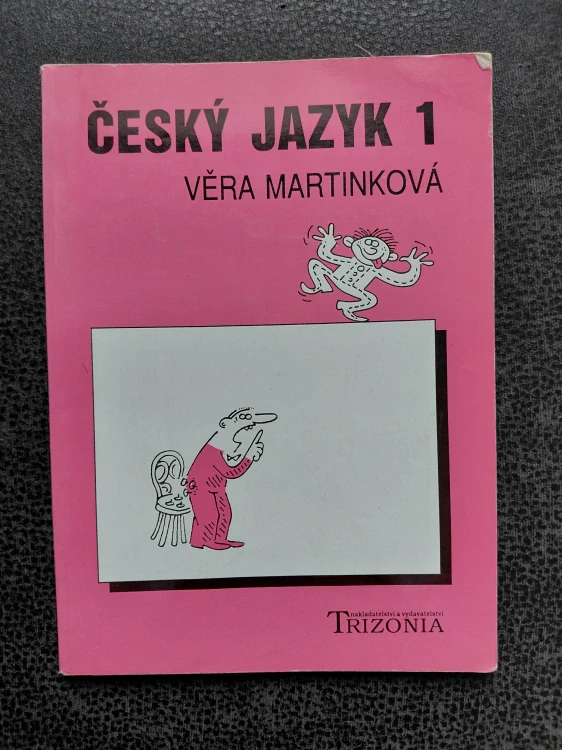 ČESKÝ JAZYK 1
VĚRA MARTINKOVÁ
nakladatelství a vydavatelství
TRIZONIA